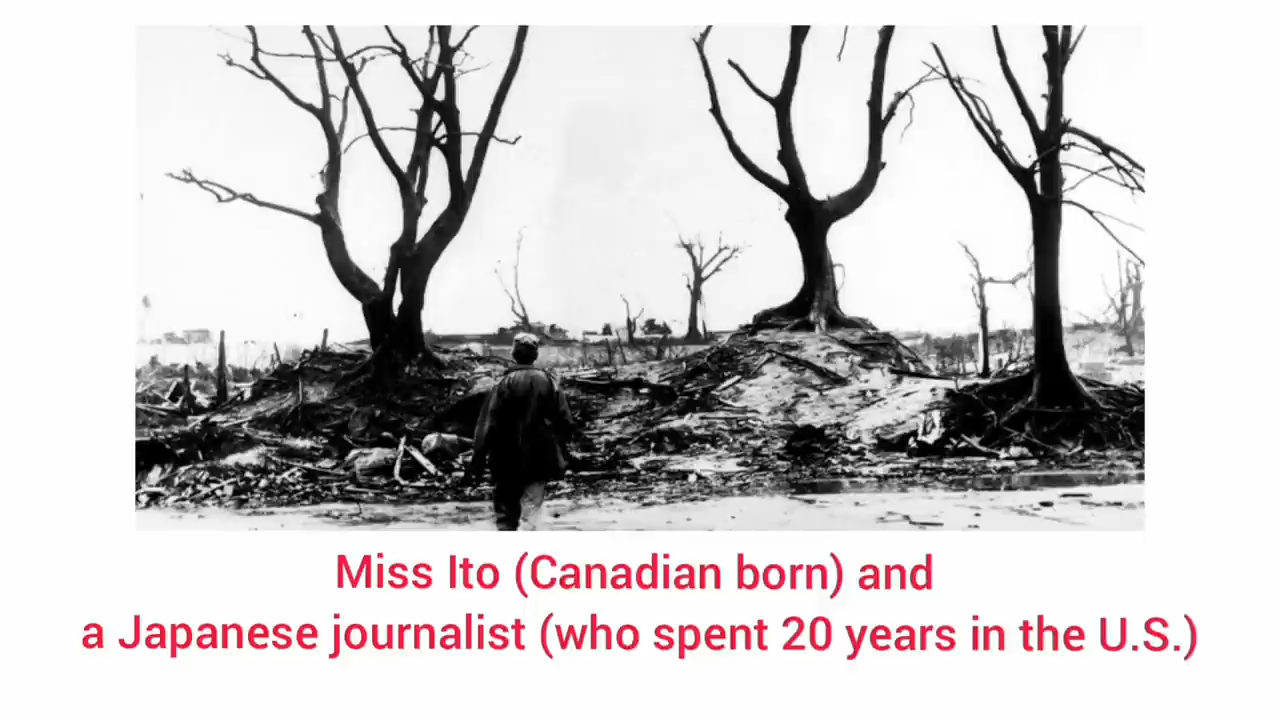 Miss Ito (Canadian born) and
a Japanese journalist (who spent 20 years in the U.S.)